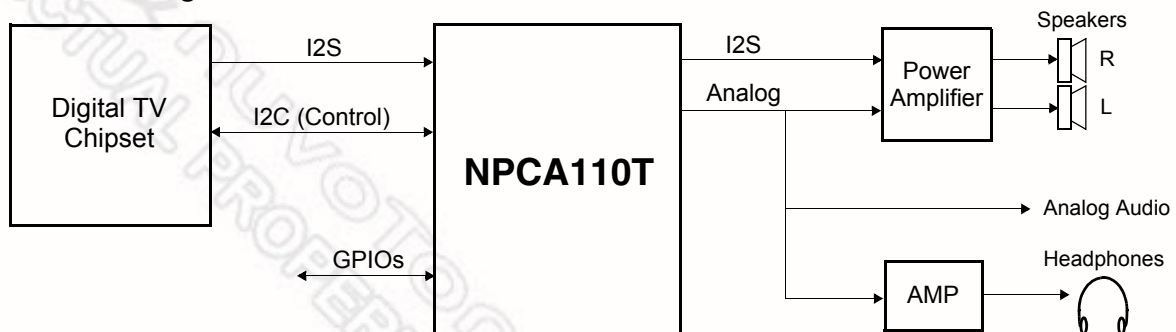 Speakers
I2S
I2S
R
Digital TV
Chipset
Power
Amplifier
Analog
I2C (Control)
L
NPCA110T
Analog Audio
GPIOs
Headphones
AMP